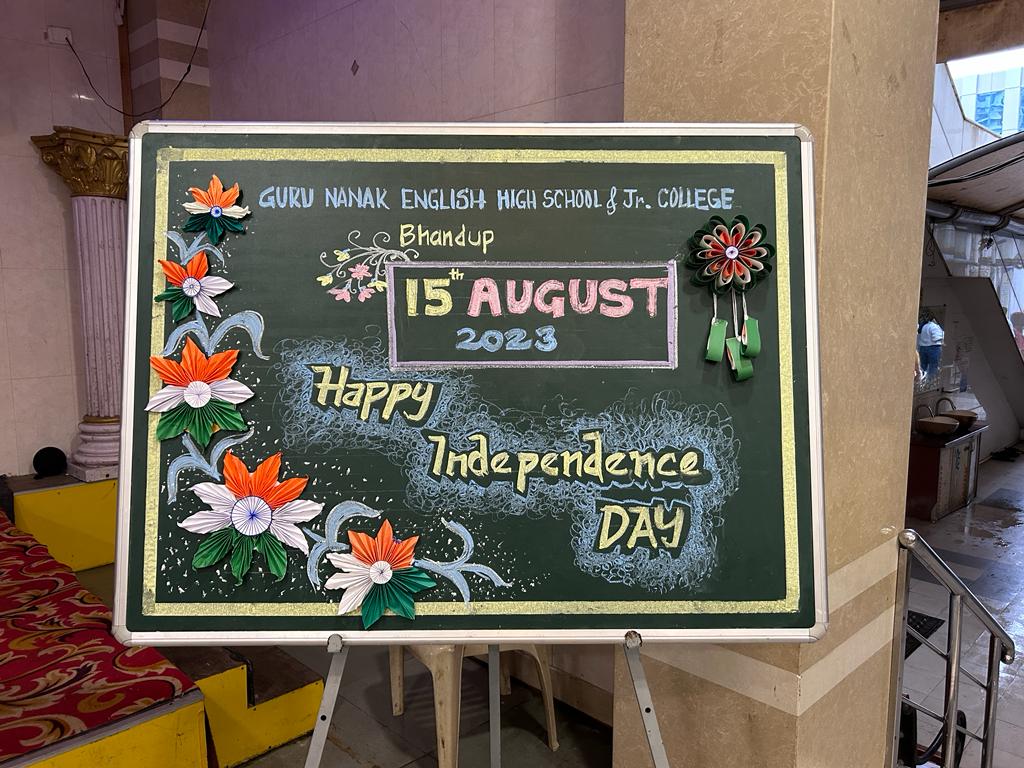 GURU NANAK ENGLISH HIGH SCHOOL & Jr. COLLEGE
Bhandup
15th AUGUST
2023
Happy
Independence
DAY